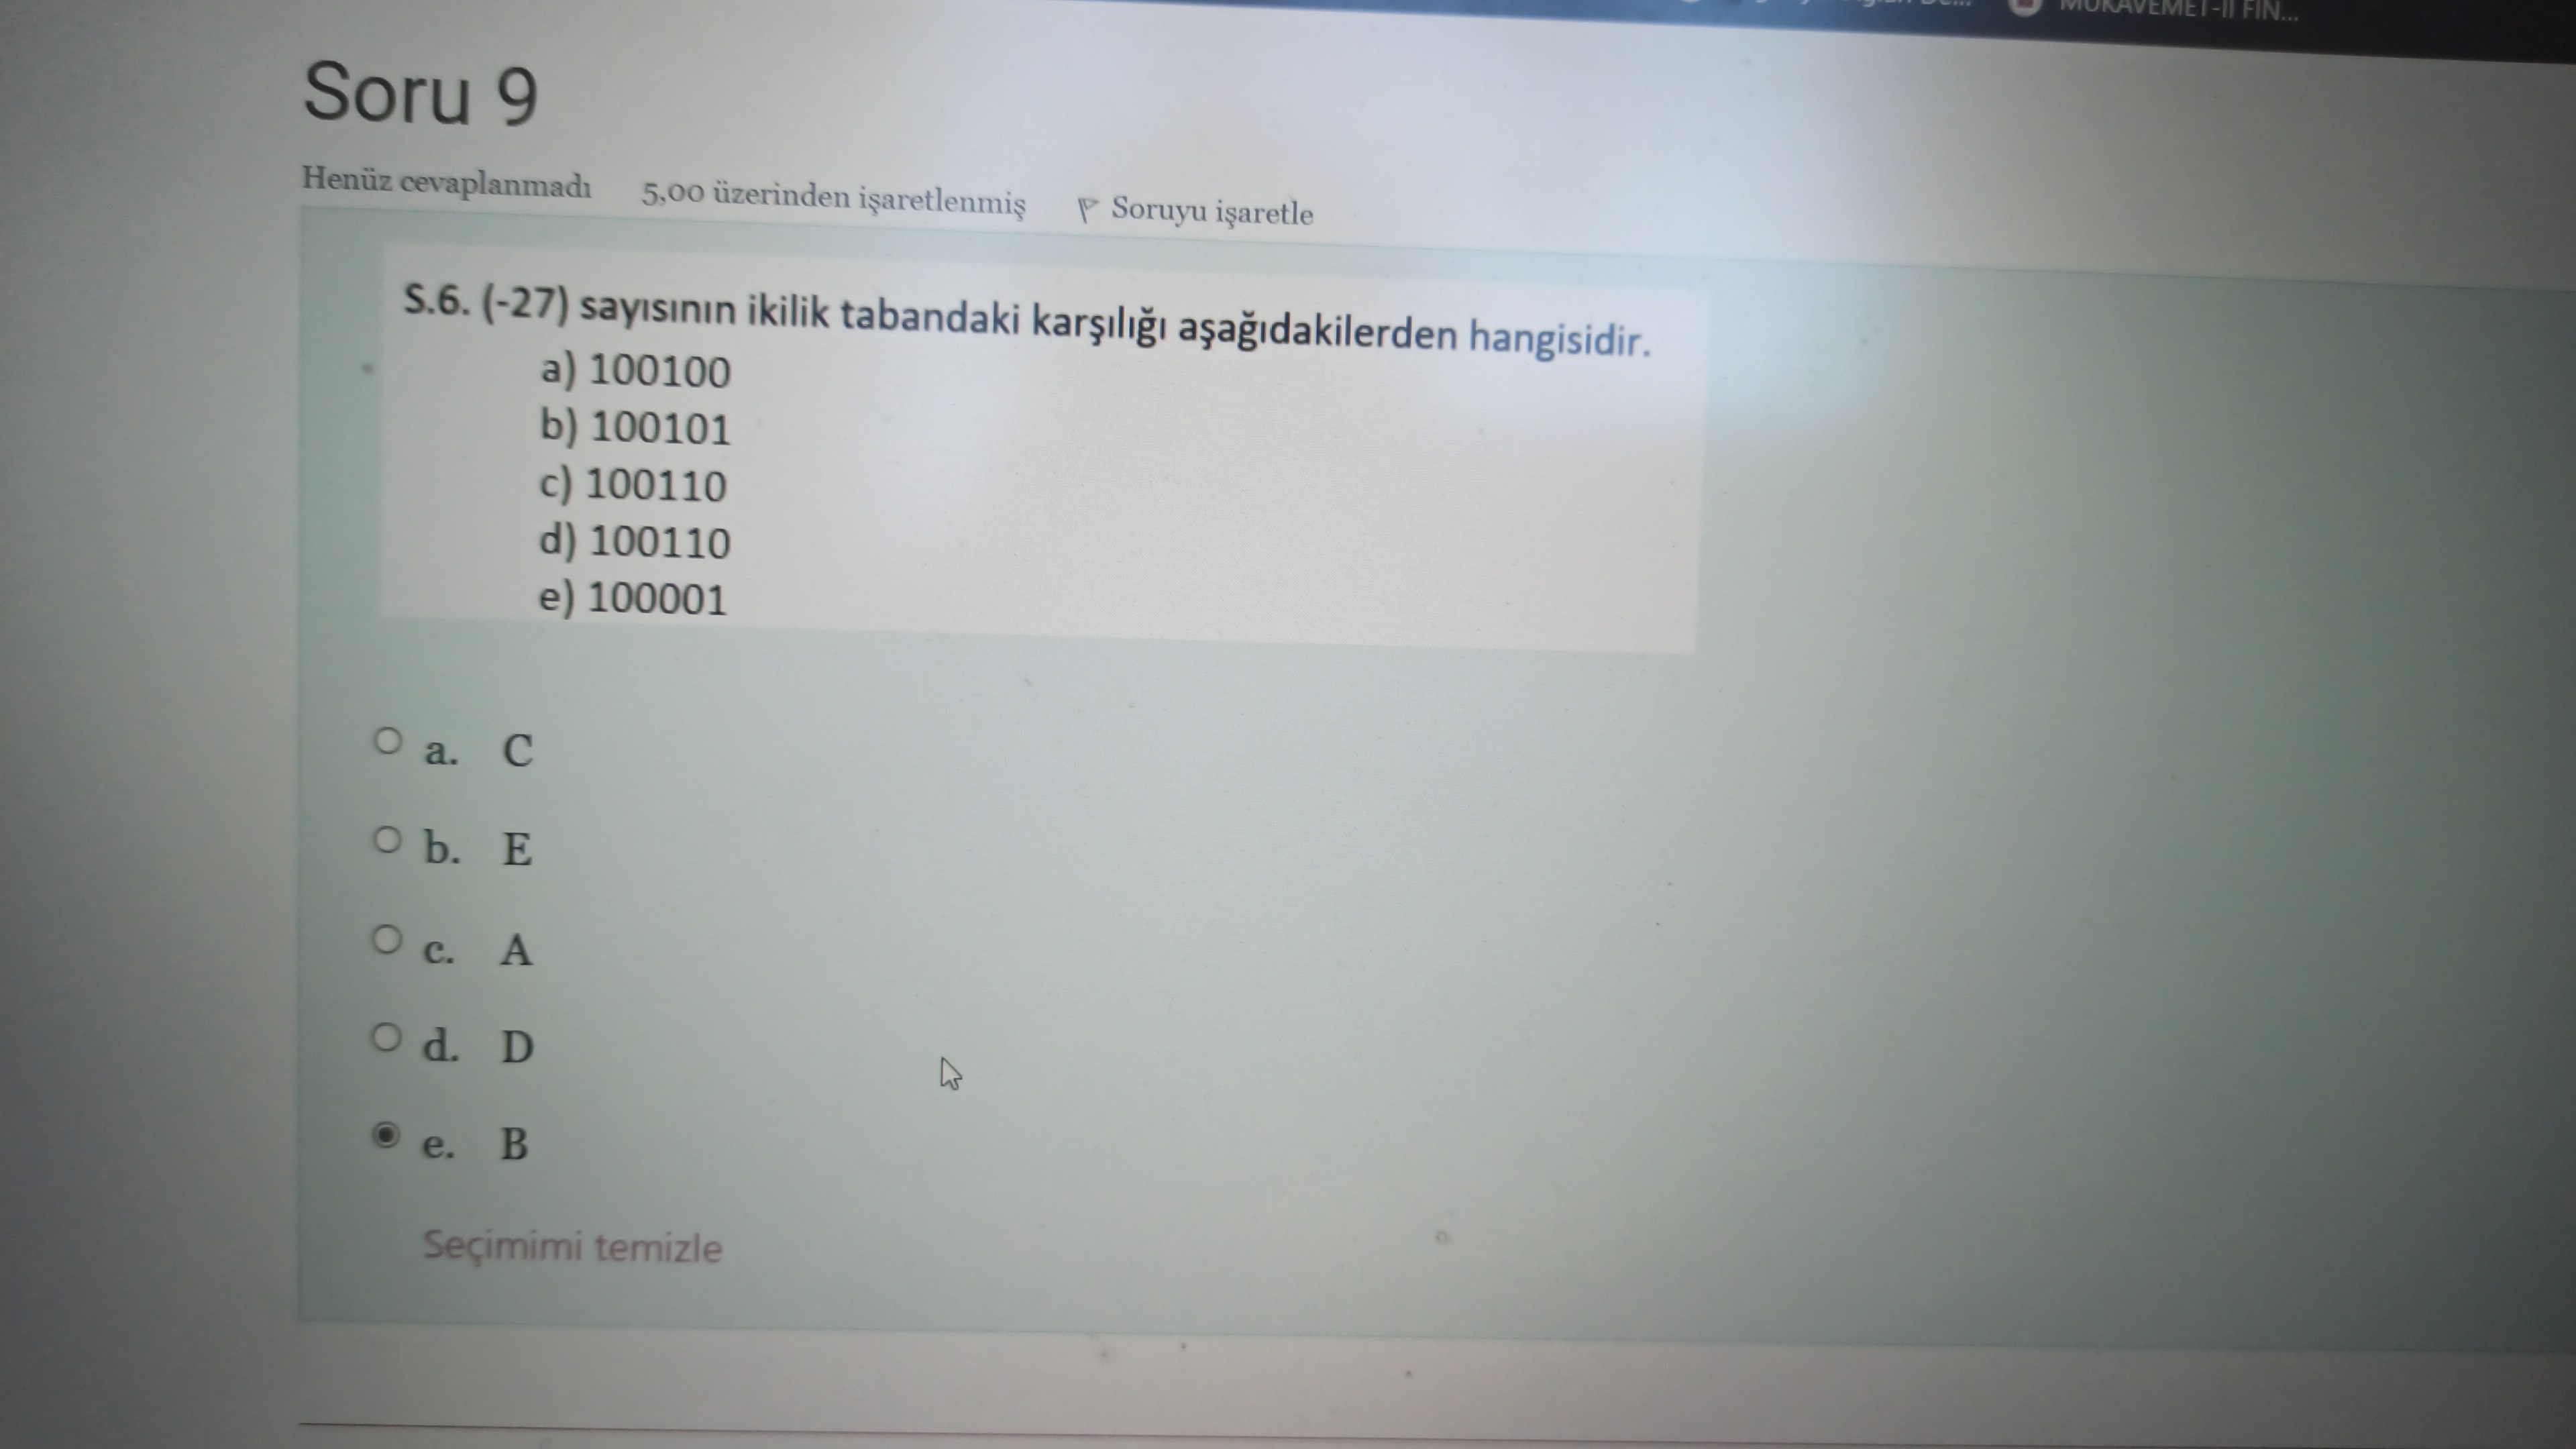 MUKAVEMET-II FİN...
Soru 9
Henüz cevaplanmadı 5,00 üzerinden işaretlenmiş Soruyu işaretle
S.6. (-27) sayısının ikilik tabandaki karşılığı aşağıdakilerden hangisidir.
a) 100100
b) 100101
c) 100110
d) 100110
e) 100001
a. C
b. E
c. A
d. D
e. B
Seçimimi temizle